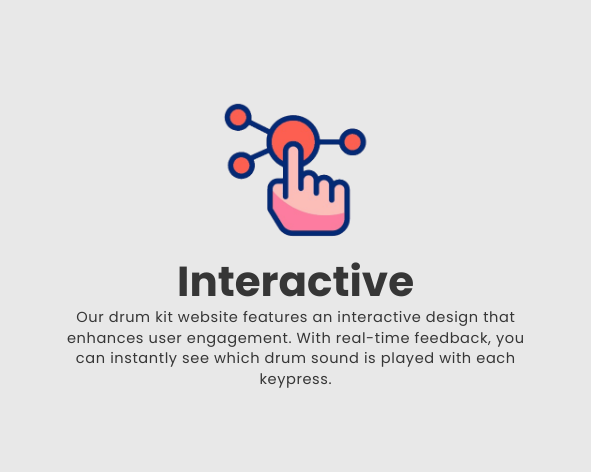 Interactive
Our drum kit website features an interactive design that
enhances user engagement. With real-time feedback, you
can instantly see which drum sound is played with each
keypress.